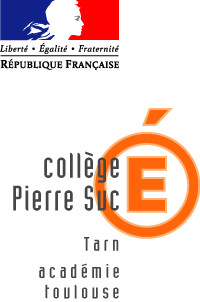 Liberté • Égalité • Fraternité
RÉPUBLIQUE FRANÇAISE
collège
Pierre Suc
É
Tarn
académie
toulouse